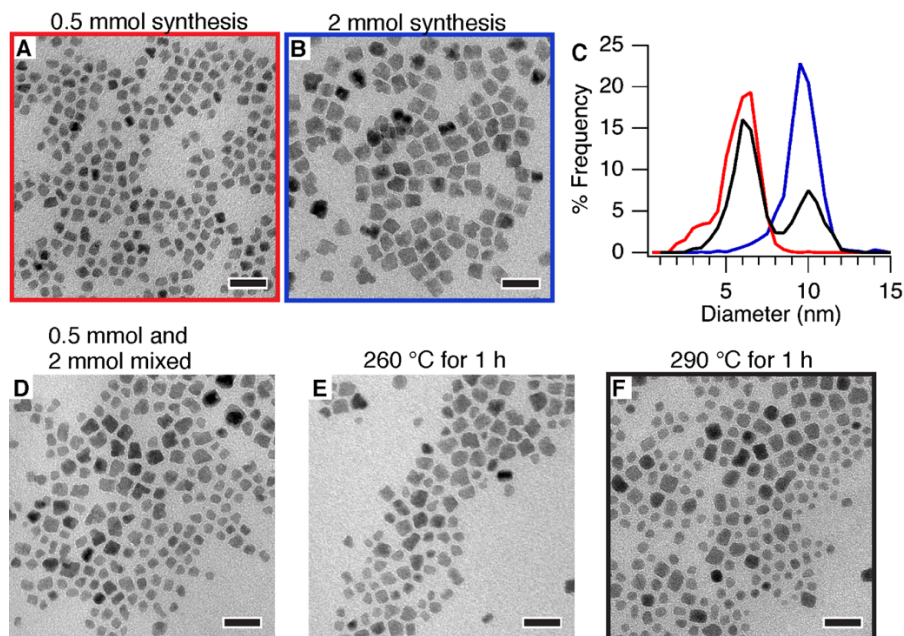 0.5 mmol synthesis
2 mmol synthesis
A
B
C
25
20
15
10
5
0
% Frequency
5
10
15
Diameter (nm)
0.5 mmol and
2 mmol mixed
260 °C for 1 h
290 °C for 1 h
D
E
F